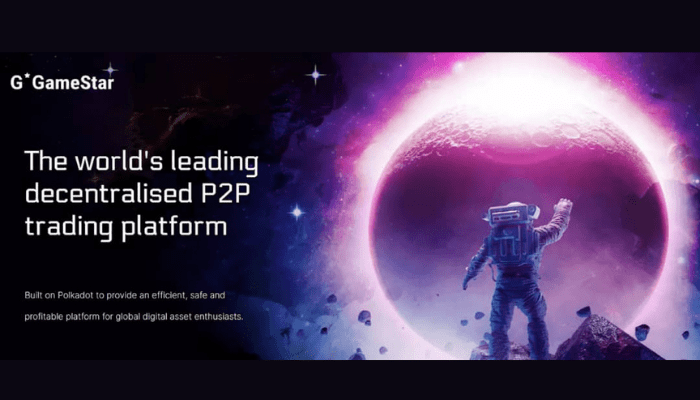 G*GameStar
The world's leading
decentralised P2P
trading platform
Built on Polkadot to provide an efficient, safe and
profitable platform for global digital asset enthusiasts.